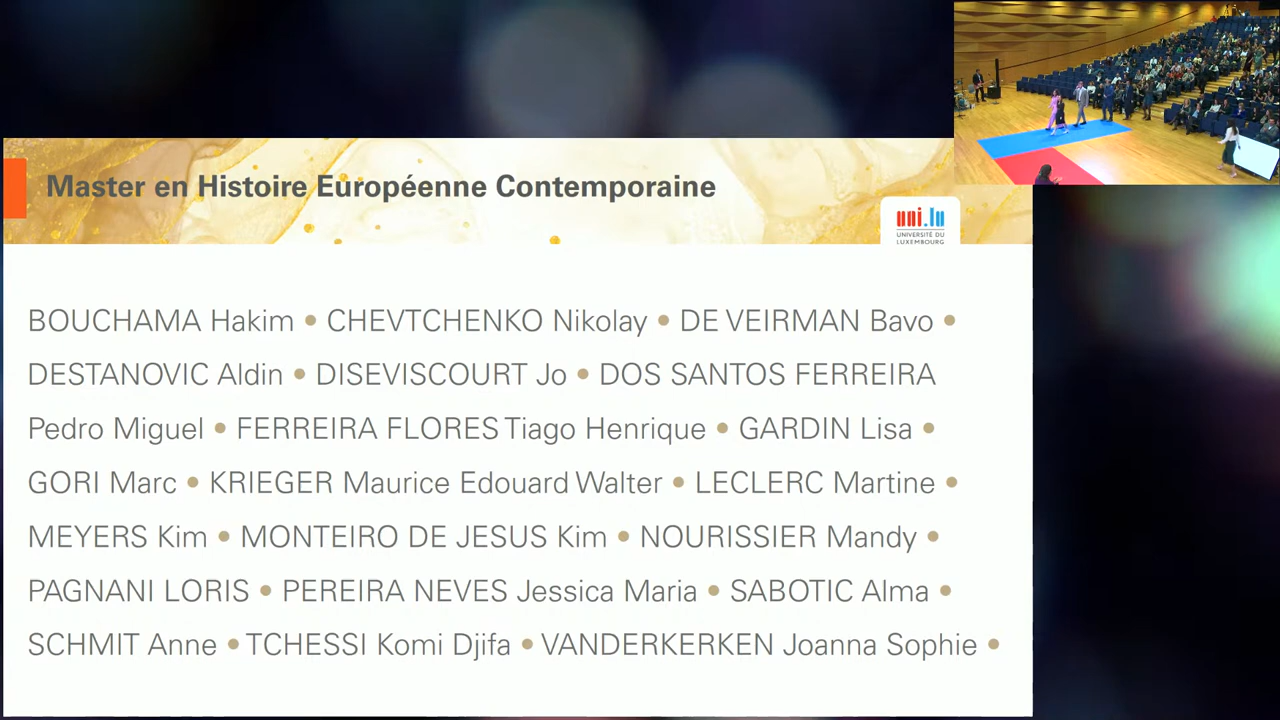 Master en Histoire Européenne Contemporaine
uni.lu
UNIVERSITÉ DU
LUXEMBOURG
BOUCHAMA Hakim • CHEVTCHENKO Nikolay • DE VEIRMAN Bavo •
DESTANOVIC Aldin • DISEVISCOURT Jo • DOS SANTOS FERREIRA
Pedro Miguel • FERREIRA FLORES Tiago Henrique • GARDIN Lisa •
GORI Marc • KRIEGER Maurice Edouard Walter • LECLERC Martine •
MEYERS Kim • MONTEIRO DE JESUS Kim • NOURISSIER Mandy •
PAGNANI LORIS • PEREIRA NEVES Jessica Maria • SABOTIC Alma •
SCHMIT Anne • TCHESSI Komi Djifa • VANDERKERKEN Joanna Sophie •